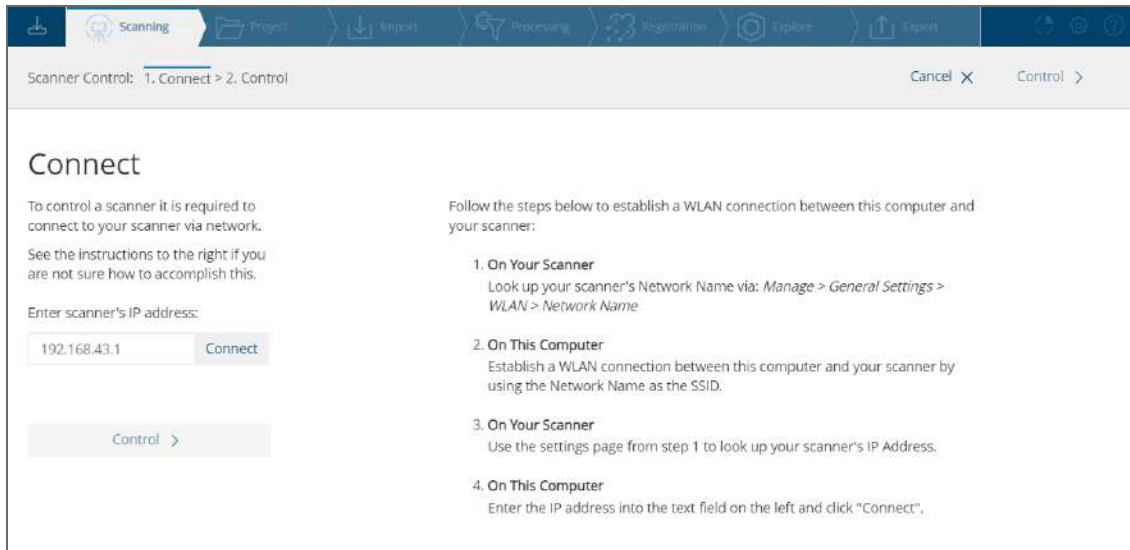 Scanning Project Import Processing Registration Explore Export
Scanner Control: 1. Connect > 2. Control Cancel X Control >
Connect
To control a scanner it is required to
connect to your scanner via network.
See the instructions to the right if you
are not sure how to accomplish this.
Enter scanner's IP address:
192.168.43.1 Connect
Control >
Follow the steps below to establish a WLAN connection between this computer and
your scanner:
1. On Your Scanner
Look up your scanner's Network Name via: Manage > General Settings >
WLAN > Network Name
2. On This Computer
Establish a WLAN connection between this computer and your scanner by
using the Network Name as the SSID.
3. On Your Scanner
Use the settings page from step 1 to look up your scanner's IP Address.
4. On This Computer
Enter the IP address into the text field on the left and click "Connect".